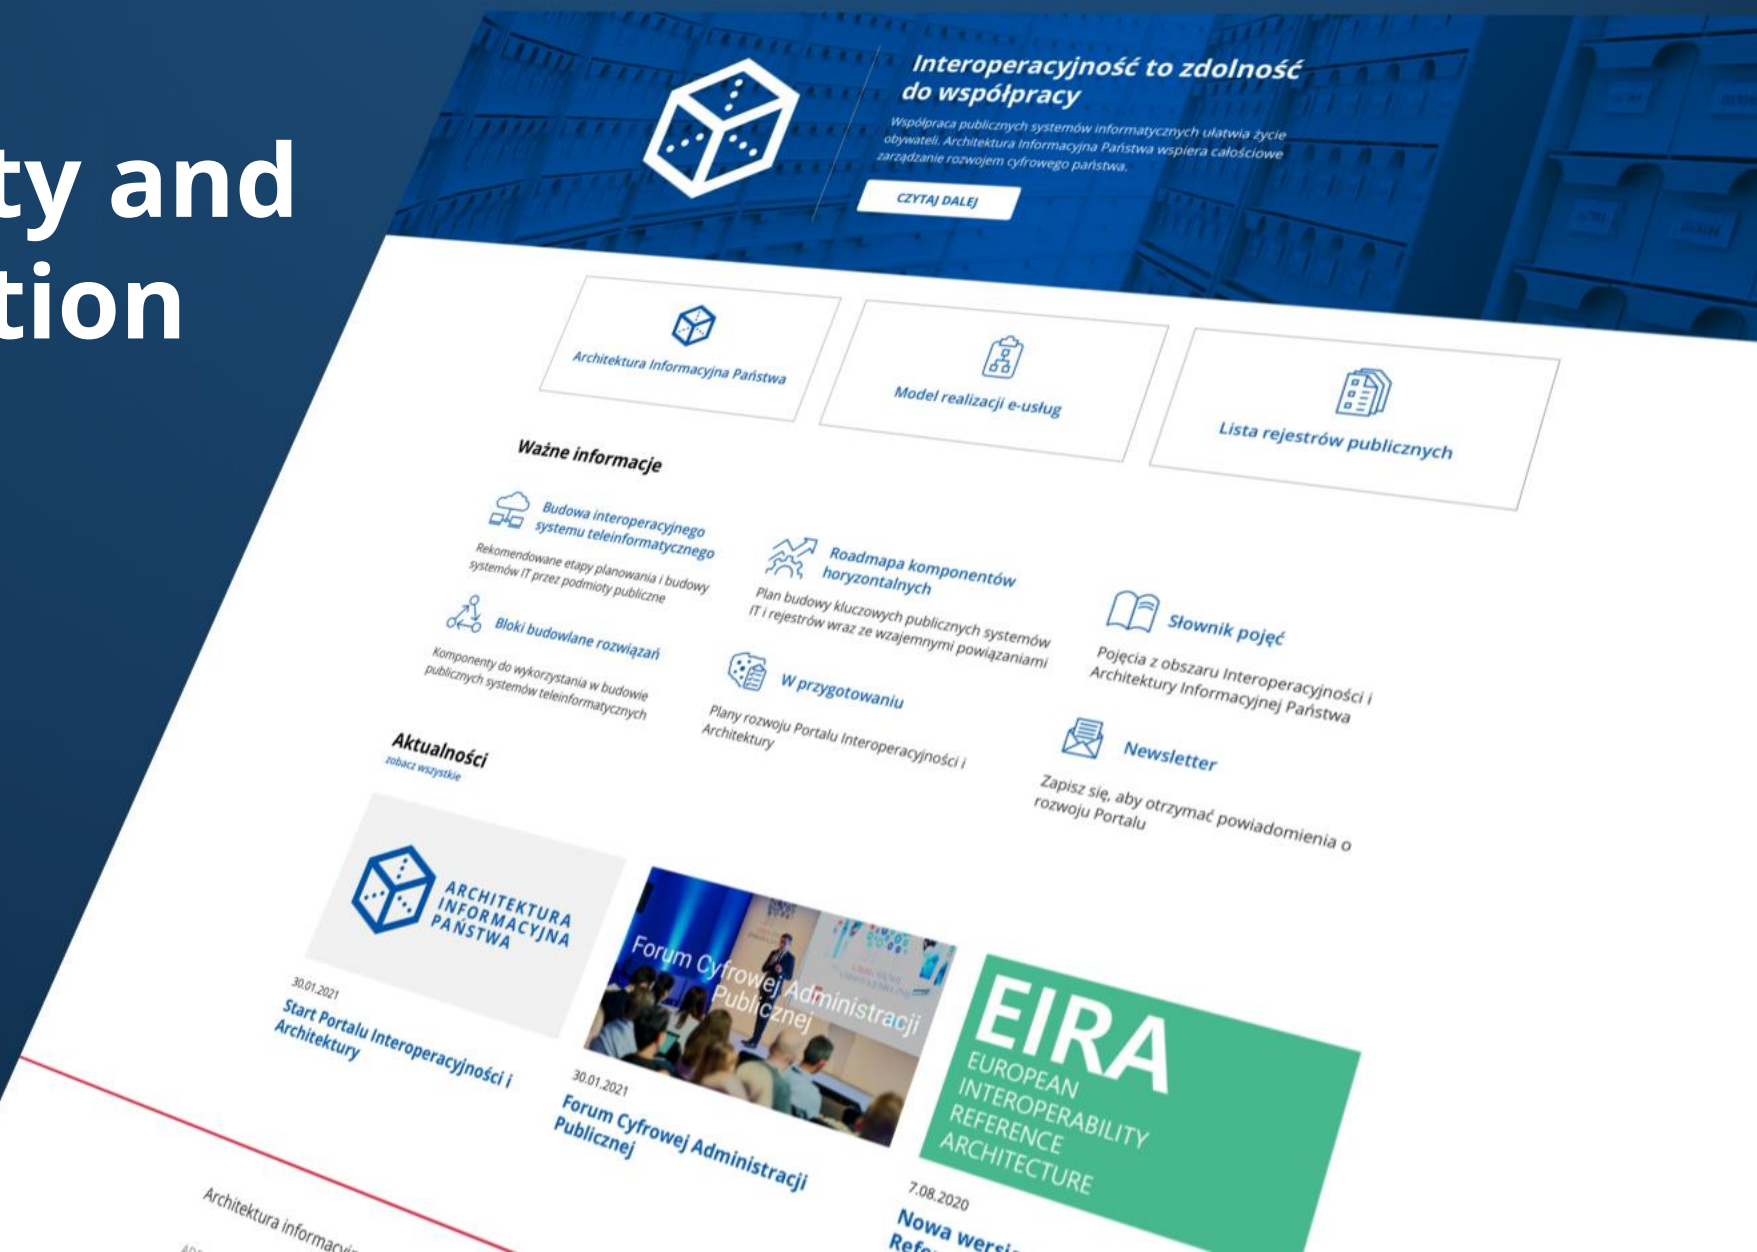 ty and
tion
Interoperacyjność to zdolność
do współpracy
Współpraca publicznych systemów informatycznych ułatwia życie
obywateli. Architektura Informacyjna Państwa wspiera całościowe
zarządzanie rozwojem cyfrowego państwa.
CZYTAJ DALEJ
Architektura Informacyjna Państwa
Model realizacji e-usług
Lista rejestrów publicznych
Ważne informacje
Budowa interoperacyjnego
systemu teleinformatycznego
Rekomendowane etapy planowania i budowy
systemów IT przez podmioty publiczne
Roadmapa komponentów
horyzontalnych
Plan budowy kluczowych publicznych systemów
IT i rejestrów wraz ze wzajemnymi powiązaniami
Słownik pojęć
Pojęcia z obszaru Interoperacyjności i
Architektury Informacyjnej Państwa
Bloki budowlane rozwiązań
Komponenty do wykorzystania w budowie
publicznych systemów teleinformatycznych
W przygotowaniu
Plany rozwoju Portalu Interoperacyjności i
Architektury
Newsletter
Zapisz się, aby otrzymać powiadomienia o
rozwoju Portalu
Aktualności
zobacz wszystkie
ARCHITEKTURA
INFORMACYJNA
PAŃSTWA
30.01.2021
Start Portalu Interoperacyjności i
Architektury
Forum Cyfrowej Administracji
Publicznej
30.01.2021
Forum Cyfrowej Administracji
Publicznej
EIRA
EUROPEAN
INTEROPERABILITY
REFERENCE
ARCHITECTURE
7.08.2020
Nowa wersj
Refe
Architektura informacyj